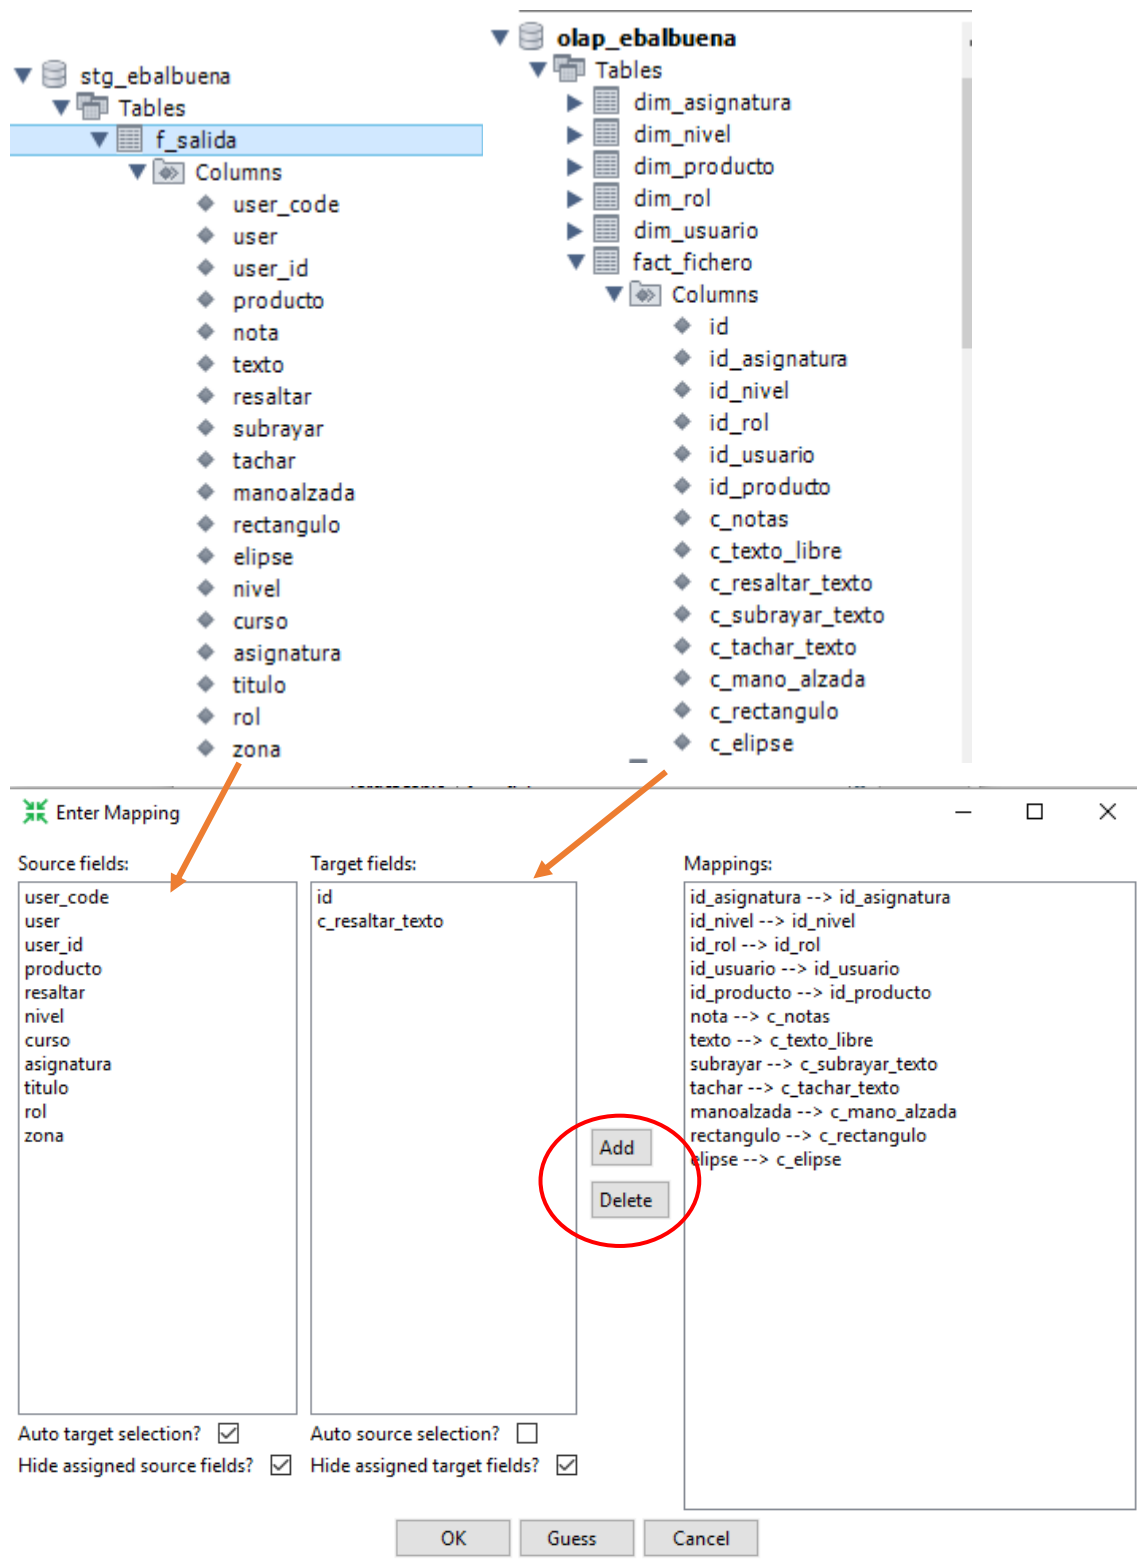 stg_ebalbuena
Tables
f_salida
Columns
user_code
user
user_id
producto
nota
texto
resaltar
subrayar
tachar
manoalzada
rectangulo
elipse
nivel
curso
asignatura
titulo
rol
zona
olap_ebalbuena
Tables
dim_asignatura
dim_nivel
dim_producto
dim_rol
dim_usuario
fact_fichero
Columns
id
id_asignatura
id_nivel
id_rol
id_usuario
id_producto
c_notas
c_texto_libre
c_resaltar_texto
c_subrayar_texto
c_tachar_texto
c_mano_alzada
c_rectangulo
c_elipse
Enter Mapping
Source fields:
user_code
user
user_id
producto
resaltar
nivel
curso
asignatura
titulo
rol
zona
Auto target selection?
Hide assigned source fields?
Target fields:
id
c_resaltar_texto
Auto source selection?
Hide assigned target fields?
Add
Delete
Mappings:
id_asignatura --> id_asignatura
id_nivel --> id_nivel
id_rol --> id_rol
id_usuario --> id_usuario
id_producto --> id_producto
nota --> c_notas
texto --> c_texto_libre
subrayar --> c_subrayar_texto
tachar --> c_tachar_texto
manoalzada --> c_mano_alzada
rectangulo --> c_rectangulo
elipse --> c_elipse
OK
Guess
Cancel